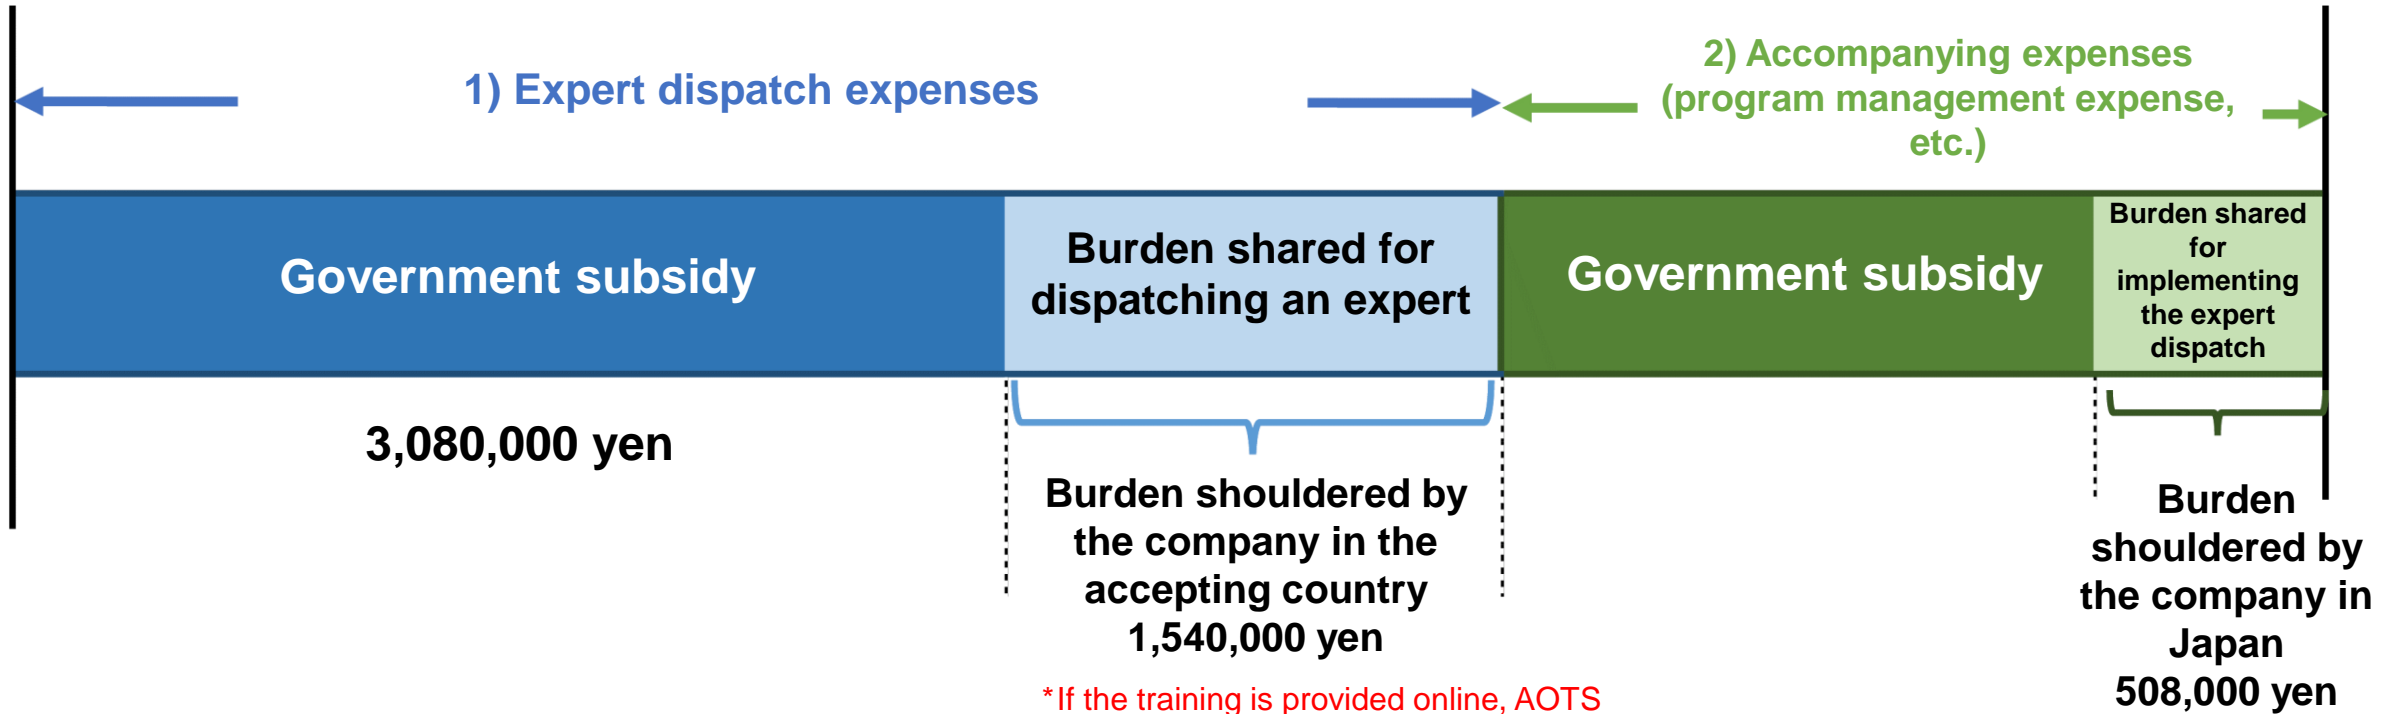 1) Expert dispatch expenses
2) Accompanying expenses
(program management expense,
etc.)
Government subsidy
Burden shared for
dispatching an expert
Government subsidy
Burden shared
for
implementing
the expert
dispatch
3,080,000 yen
Burden shouldered by
the company in the
accepting country
1,540,000 yen
*If the training is provided online, AOTS
Burden
shouldered by
the company in
Japan
508,000 yen